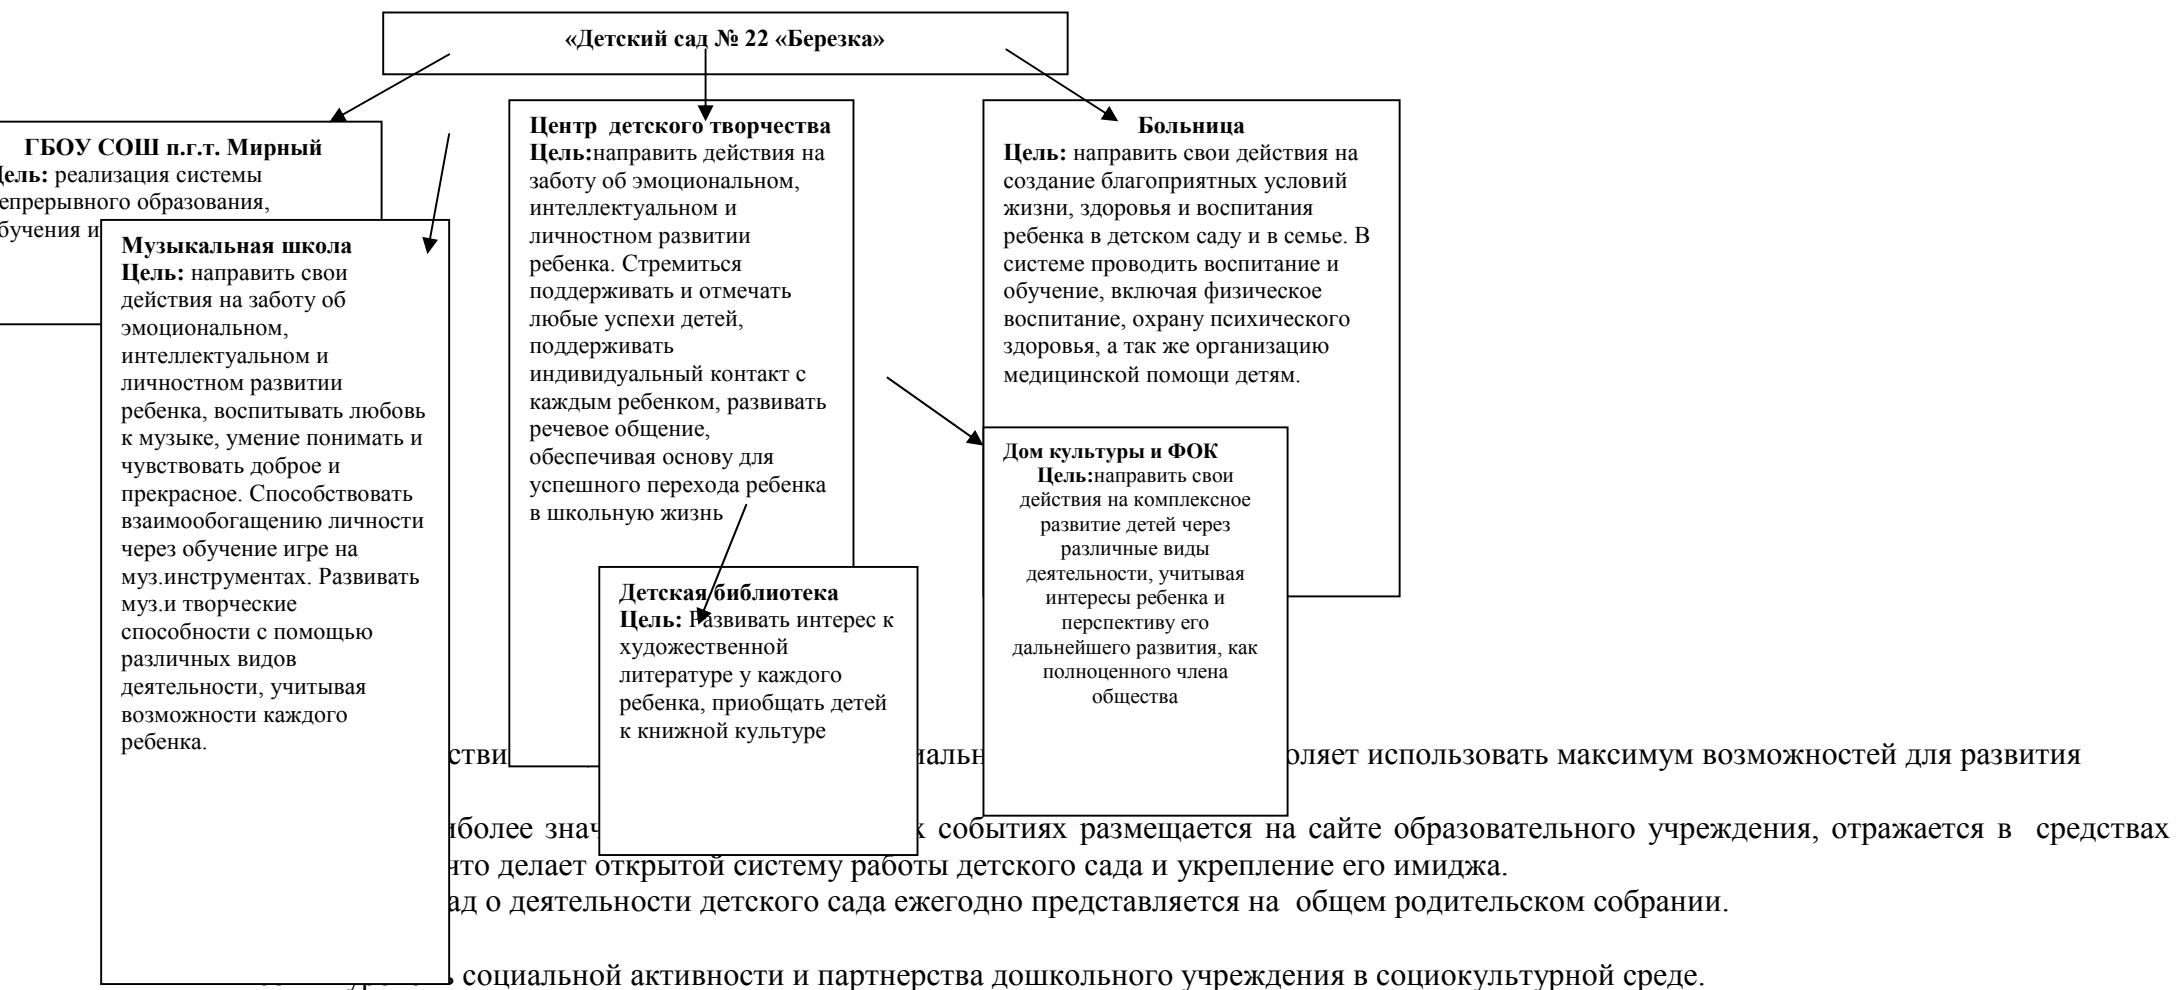 «Детский сад № 22 «Березка»
ГБОУ СОШ п.г.т. Мирный
Цель: реализация системы
непрерывного образования,
обучения и
Музыкальная школа
Цель: направить свои
действия на заботу об
эмоциональном,
интеллектуальном и
личностном развитии
ребенка, воспитывать любовь
к музыке, умение понимать и
чувствовать доброе и
прекрасное. Способствовать
взаимообогащению личности
через обучение игре на
муз.инструментах. Развивать
муз.и творческие
способности с помощью
различных видов
деятельности, учитывая
возможности каждого
ребенка.
Центр детского творчества
Цель:направить действия на
заботу об эмоциональном,
интеллектуальном и
личностном развитии
ребенка. Стремиться
поддерживать и отмечать
любые успехи детей,
поддерживать
индивидуальный контакт с
каждым ребенком, развивать
речевое общение,
обеспечивая основу для
успешного перехода ребенка
в школьную жизнь
Детская библиотека
Цель: Развивать интерес к
художественной
литературе у каждого
ребенка, приобщать детей
к книжной культуре
Больница
Цель: направить свои действия на
создание благоприятных условий
жизни, здоровья и воспитания
ребенка в детском саду и в семье. В
системе проводить воспитание и
обучение, включая физическое
воспитание, охрану психического
здоровья, а так же организацию
медицинской помощи детям.
Дом культуры и ФОК
Цель:направить свои
действия на комплексное
развитие детей через
различные виды
деятельности, учитывая
интересы ребенка и
перспективу его
дальнейшего развития, как
полноценного члена
общества
использовать максимум возможностей для развития
событиях размещается на сайте образовательного учреждения, отражается в средствах
что делает открытой систему работы детского сада и укрепление его имиджа.
о деятельности детского сада ежегодно представляется на общем родительском собрании.
социальной активности и партнерства дошкольного учреждения в социокультурной среде.